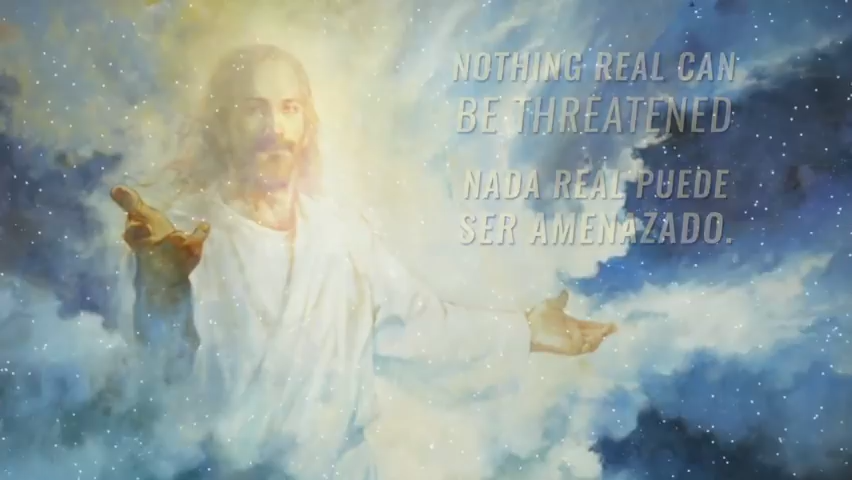 NOTHING REAL CAN
BE THREATENED
NADA REAL PUEDE
SER AMENAZADO.